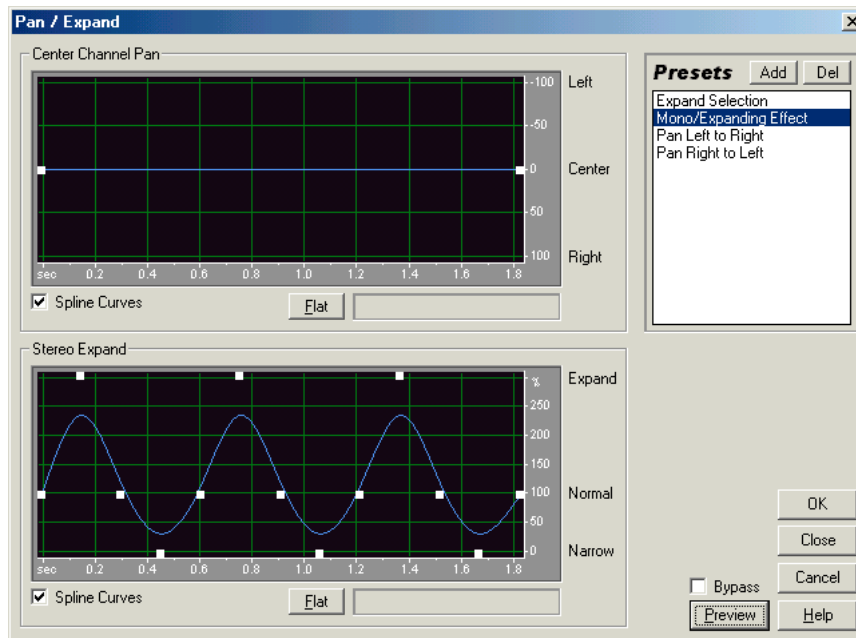 Pan / Expand
Center Channel Pan
-100 Left
-50
0 Center
50
100 Right
sec 0.2 0.4 0.6 0.8 1.0 1.2 1.4 1.6 1.8
Spline Curves Flat
Presets Add Del
Expand Selection
Mono/Expanding Effect
Pan Left to Right
Pan Right to Left
Stereo Expand
% Expand
250
200
150
100 Normal
50
0 Narrow
sec 0.2 0.4 0.6 0.8 1.0 1.2 1.4 1.6 1.8
Spline Curves Flat
OK
Close
Cancel
Bypass
Preview Help